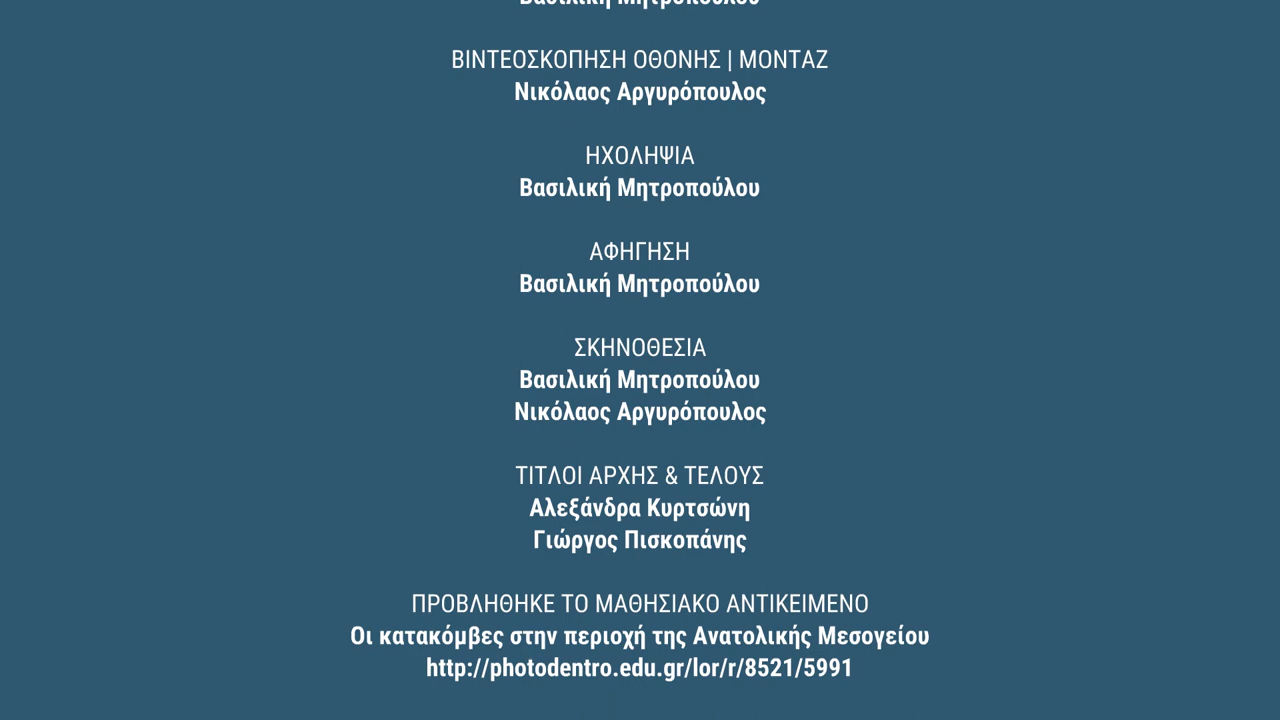 Βασιλική Μητροπούλου
ΒΙΝΤΕΟΣΚΟΠΗΣΗ ΟΘΟΝΗΣ | ΜΟΝΤΑΖ
Νικόλαος Αργυρόπουλος
ΗΧΟΛΗΨΙΑ
Βασιλική Μητροπούλου
ΑΦΗΓΗΣΗ
Βασιλική Μητροπούλου
ΣΚΗΝΟΘΕΣΙΑ
Βασιλική Μητροπούλου
Νικόλαος Αργυρόπουλος
ΤΙΤΛΟΙ ΑΡΧΗΣ & ΤΕΛΟΥΣ
Αλεξάνδρα Κυρτσώνη
Γιώργος Πισκοπάνης
ΠΡΟΒΛΗΘΗΚΕ ΤΟ ΜΑΘΗΣΙΑΚΟ ΑΝΤΙΚΕΙΜΕΝΟ
Οι κατακόμβες στην περιοχή της Ανατολικής Μεσογείου
http://photodentro.edu.gr/lor/r/8521/5991